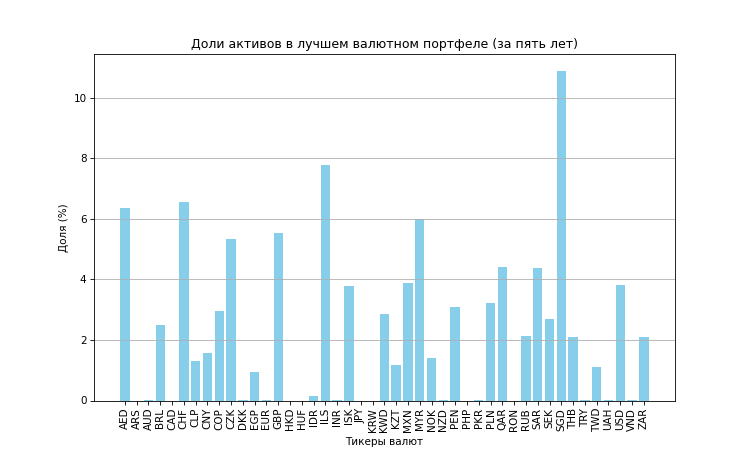 Доли активов в лучшем валютном портфеле (за пять лет)
Доля (%)
10
8
6
4
2
0
AED ARS AUD BRL CAD CHF CLP CNY COP CZK DKK EGP EUR GBP HKD HUF IDR ILS INR ISK JPY KRW KWD KZT MXN MYR NOK NZD PEN PHP PKR PLN QAR RON RUB SAR SEK SGD THB TRY TWD UAH USD VND ZAR
Тикеры валют